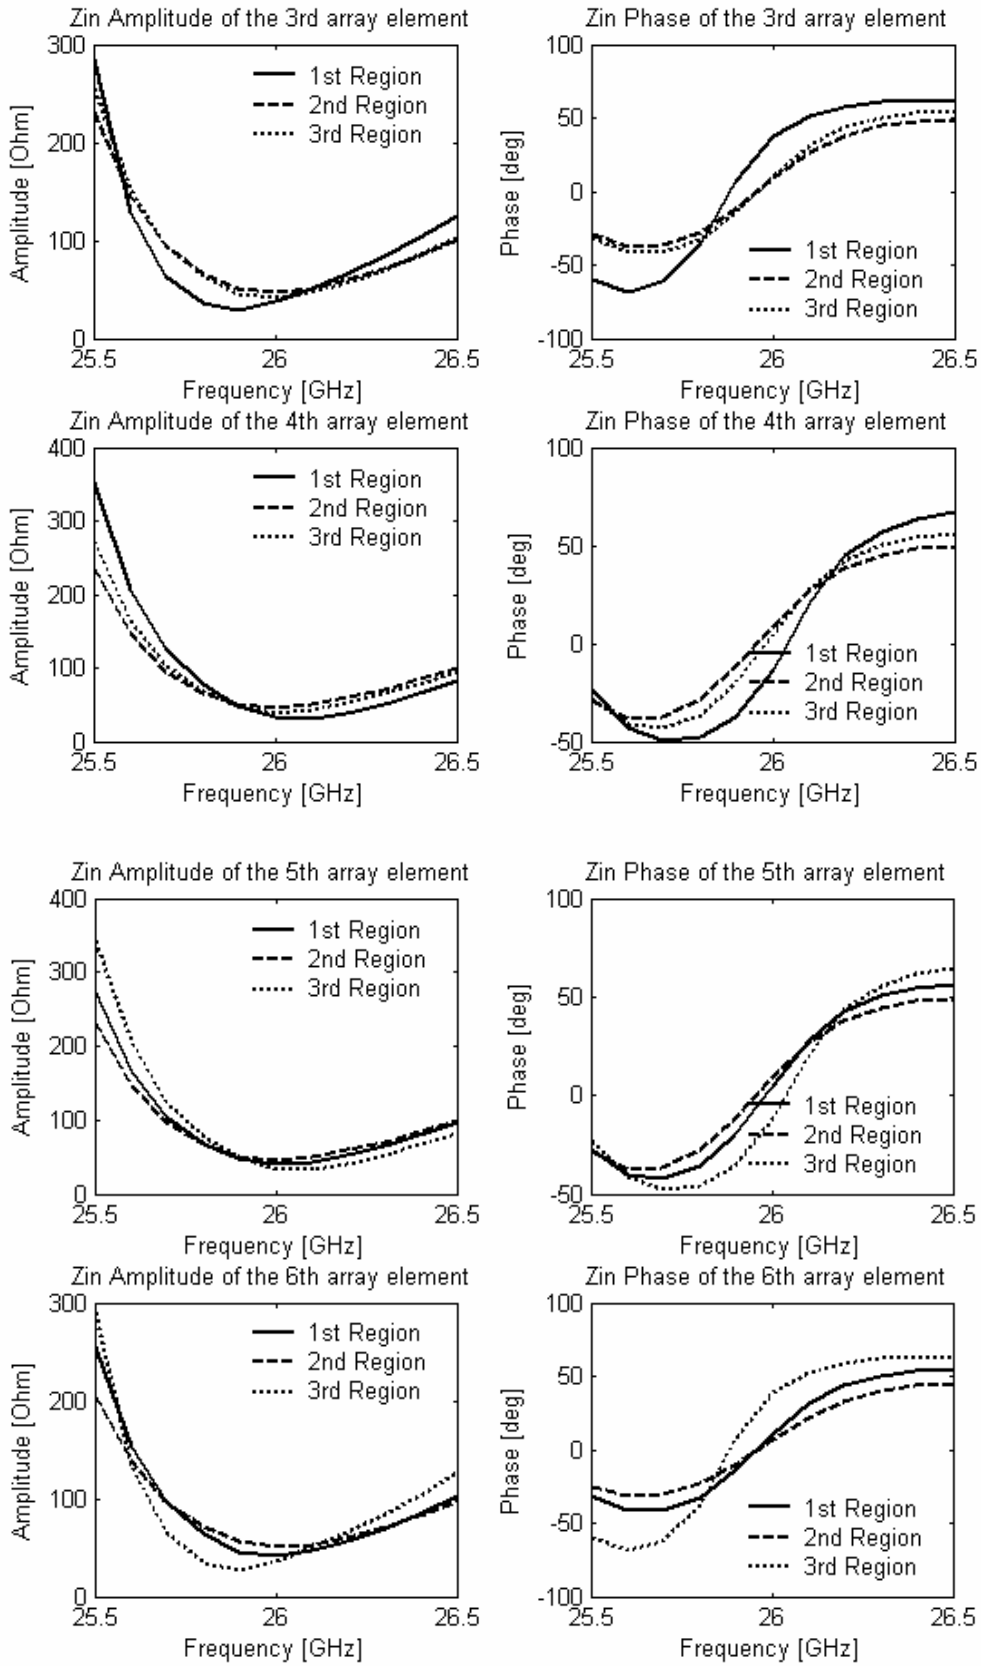 Zin Amplitude of the 3rd array element
300
200
100
0
Amplitude [Ohm]
1st Region
2nd Region
3rd Region
25.5
26
26.5
Frequency [GHz]
Zin Phase of the 3rd array element
100
50
0
-50
-100
Phase [deg]
1st Region
2nd Region
3rd Region
25.5
26
26.5
Frequency [GHz]
Zin Amplitude of the 4th array element
400
300
200
100
0
Amplitude [Ohm]
1st Region
2nd Region
3rd Region
25.5
26
26.5
Frequency [GHz]
Zin Phase of the 4th array element
100
50
0
-50
Phase [deg]
1st Region
2nd Region
3rd Region
25.5
26
26.5
Frequency [GHz]
Zin Amplitude of the 5th array element
400
300
200
100
0
Amplitude [Ohm]
1st Region
2nd Region
3rd Region
25.5
26
26.5
Frequency [GHz]
Zin Phase of the 5th array element
100
50
0
-50
Phase [deg]
1st Region
2nd Region
3rd Region
25.5
26
26.5
Frequency [GHz]
Zin Amplitude of the 6th array element
300
200
100
0
Amplitude [Ohm]
1st Region
2nd Region
3rd Region
25.5
26
26.5
Frequency [GHz]
Zin Phase of the 6th array element
100
50
0
-50
-100
Phase [deg]
1st Region
2nd Region
3rd Region
25.5
26
26.5
Frequency [GHz]